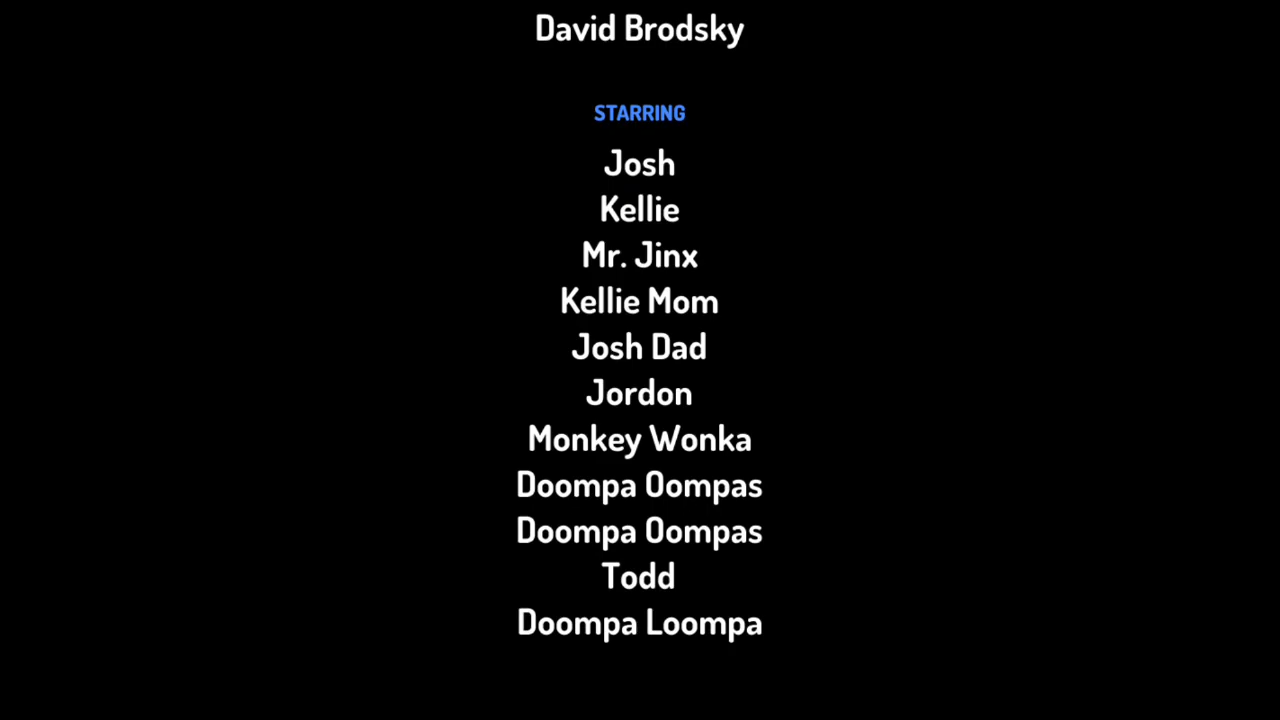 David Brodsky
STARRING
Josh
Kellie
Mr. Jinx
Kellie Mom
Josh Dad
Jordon
Monkey Wonka
Doompa Oompas
Doompa Oompas
Todd
Doompa Loompa